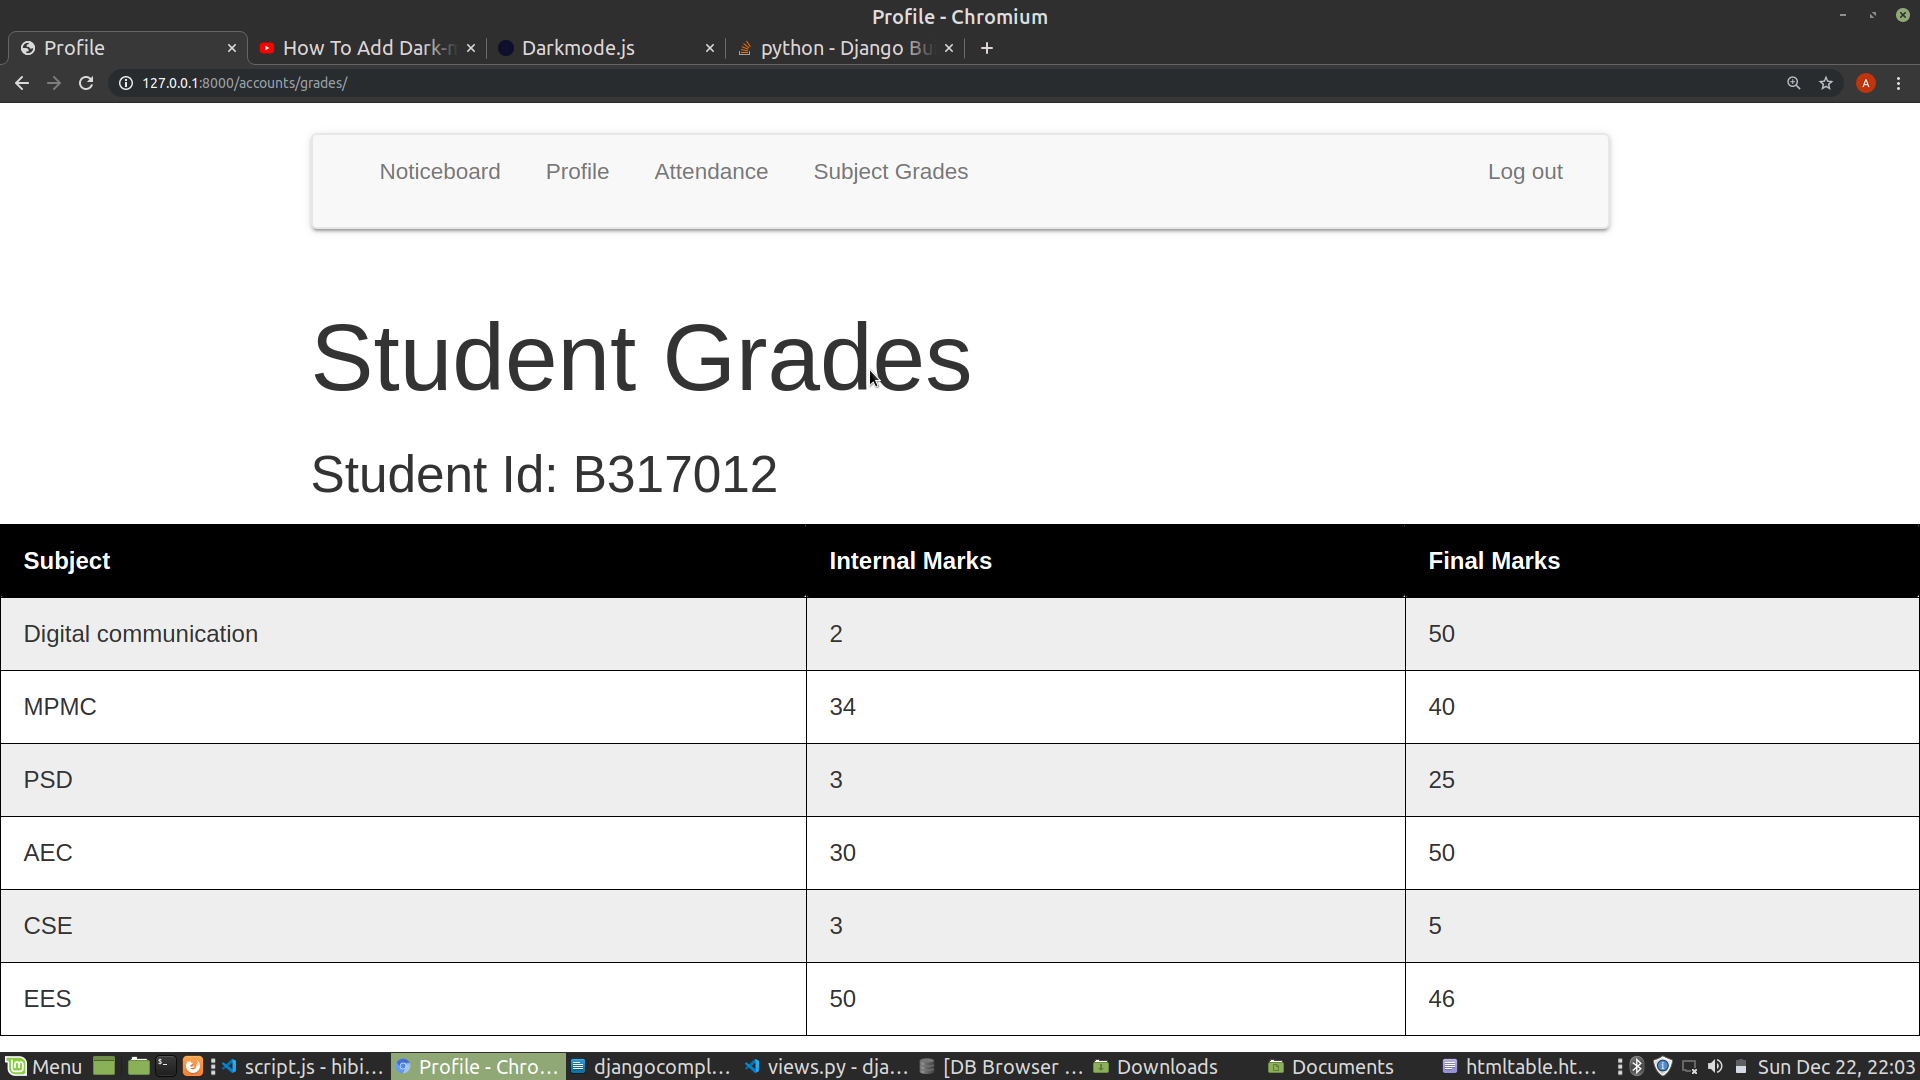 Profile - Chromium
Profile
How To Add Dark-
Darkmode.js
python - Django Bu
127.0.0.1:8000/accounts/grades/
A
Noticeboard Profile Attendance Subject Grades Log out
Student Grades
Student Id: B317012
Subject Internal Marks Final Marks
Digital communication 2 50
MPMC 34 40
PSD 3 25
AEC 30 50
CSE 3 5
EES 50 46
Menu script.js - hibi... Profile - Chro... djangocompl... views.py - dja... [DB Browser ... Downloads Documents htmltable.ht... Sun Dec 22, 22:03